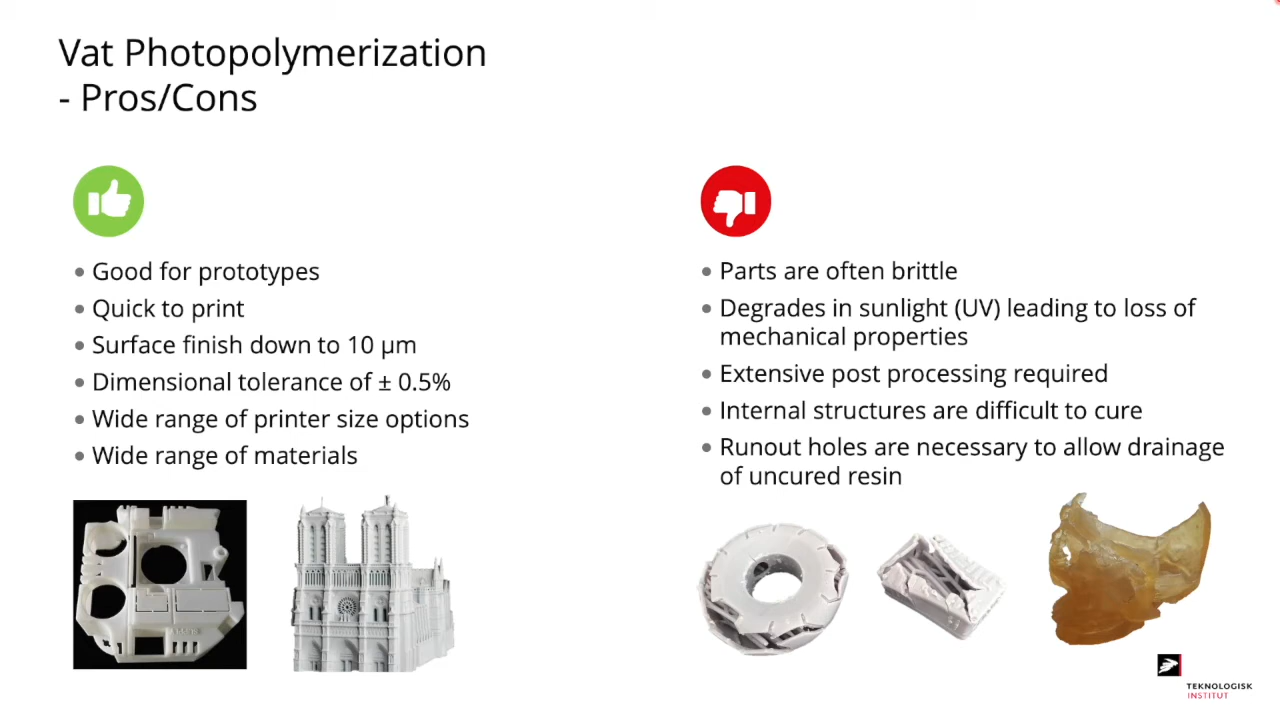 Vat Photopolymerization
- Pros/Cons
• Good for prototypes
• Quick to print
• Surface finish down to 10 µm
• Dimensional tolerance of ± 0.5%
• Wide range of printer size options
• Wide range of materials
• Parts are often brittle
• Degrades in sunlight (UV) leading to loss of
mechanical properties
• Extensive post processing required
• Internal structures are difficult to cure
• Runout holes are necessary to allow drainage
of uncured resin
TEKNOLOGISK
INSTITUT